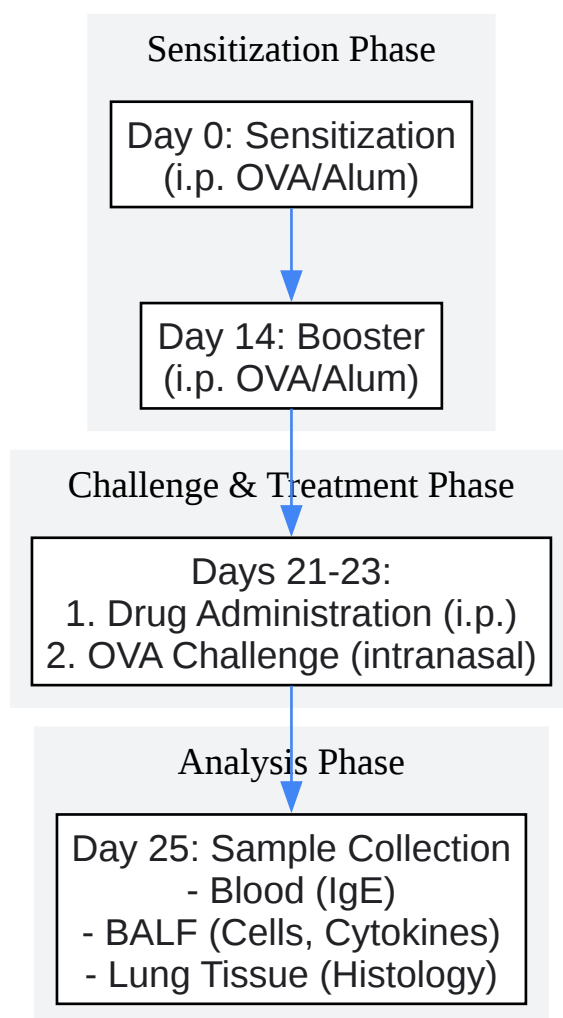 Sensitization Phase
Day 0: Sensitization
(i.p. OVA/Alum)
Day 14: Booster
(i.p. OVA/Alum)
Challenge & Treatment Phase
Days 21-23:
1. Drug Administration (i.p.)
2. OVA Challenge (intranasal)
Analysis Phase
Day 25: Sample Collection
- Blood (IgE)
- BALF (Cells, Cytokines)
- Lung Tissue (Histology)